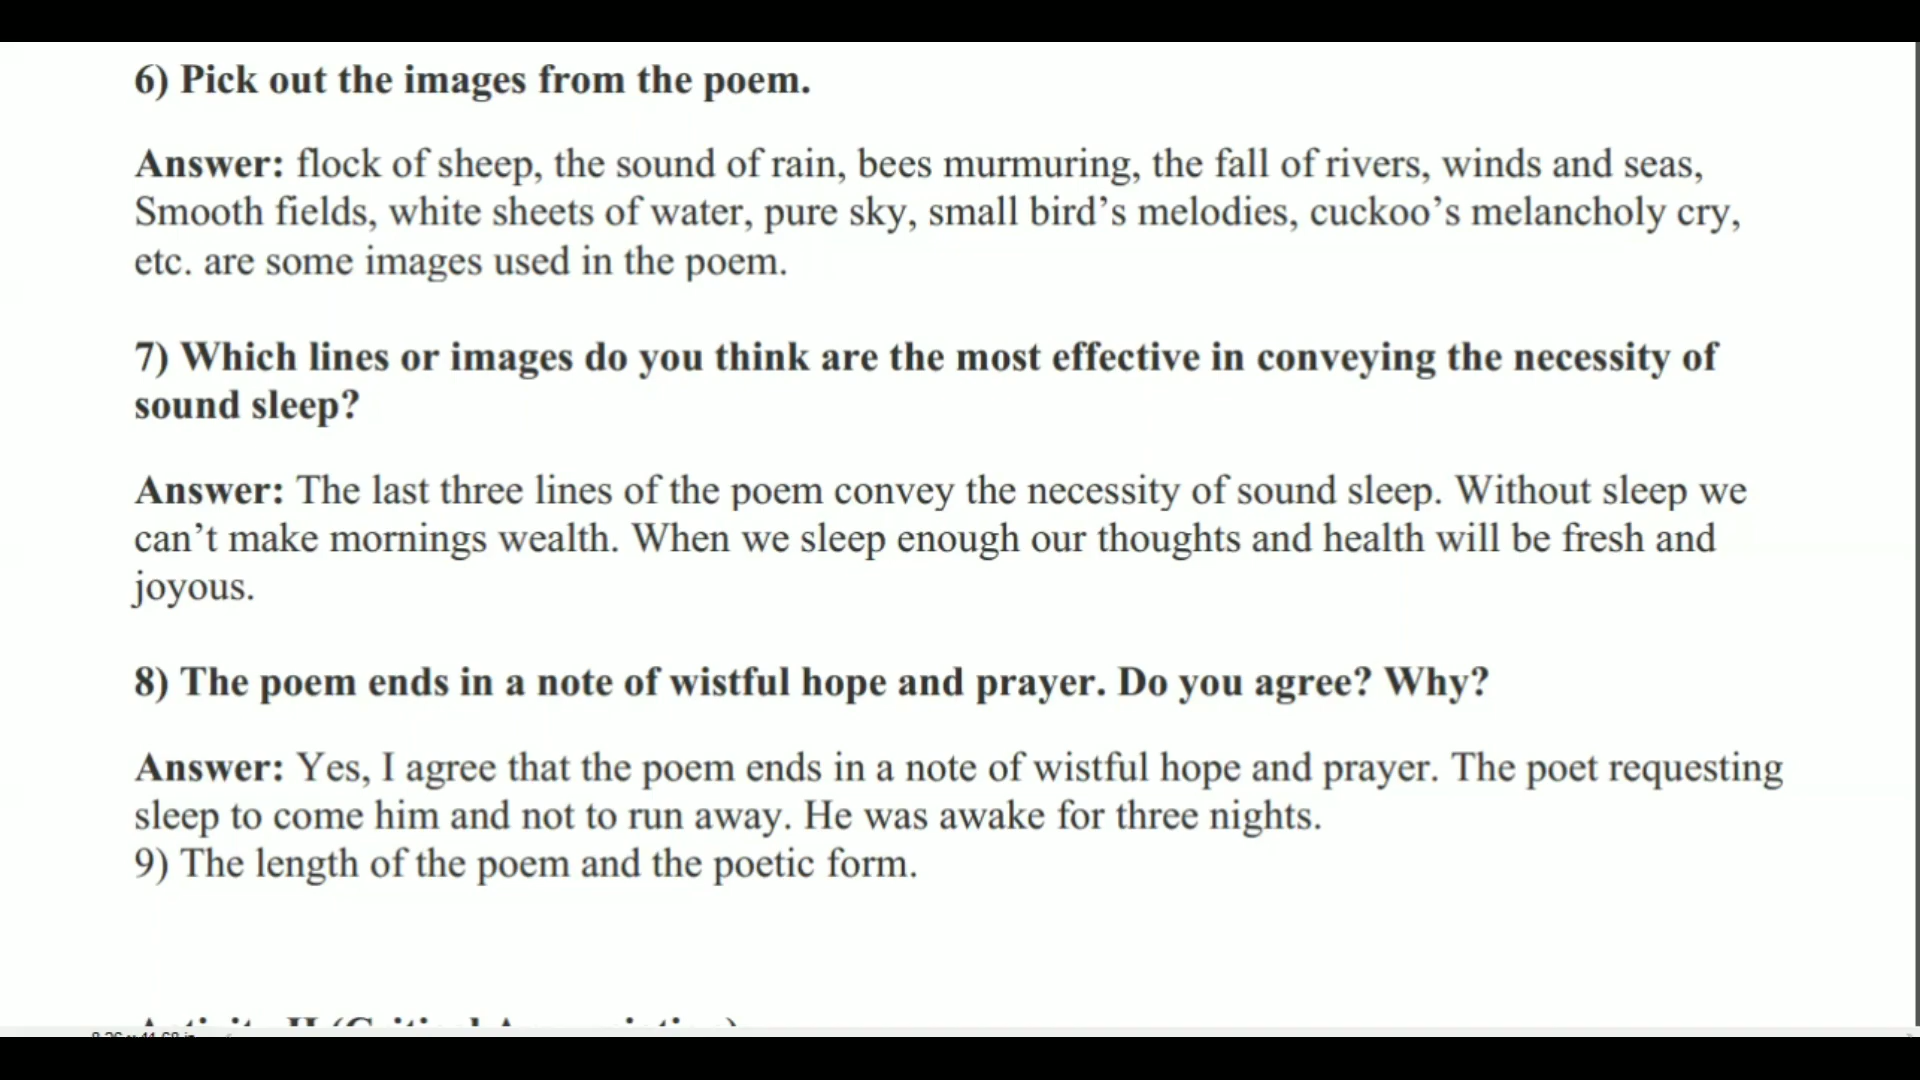 6) Pick out the images from the poem.
Answer: flock of sheep, the sound of rain, bees murmuring, the fall of rivers, winds and seas,
Smooth fields, white sheets of water, pure sky, small bird’s melodies, cuckoo’s melancholy cry,
etc. are some images used in the poem.
7) Which lines or images do you think are the most effective in conveying the necessity of
sound sleep?
Answer: The last three lines of the poem convey the necessity of sound sleep. Without sleep we
can’t make mornings wealth. When we sleep enough our thoughts and health will be fresh and
joyous.
8) The poem ends in a note of wistful hope and prayer. Do you agree? Why?
Answer: Yes, I agree that the poem ends in a note of wistful hope and prayer. The poet requesting
sleep to come him and not to run away. He was awake for three nights.
9) The length of the poem and the poetic form.